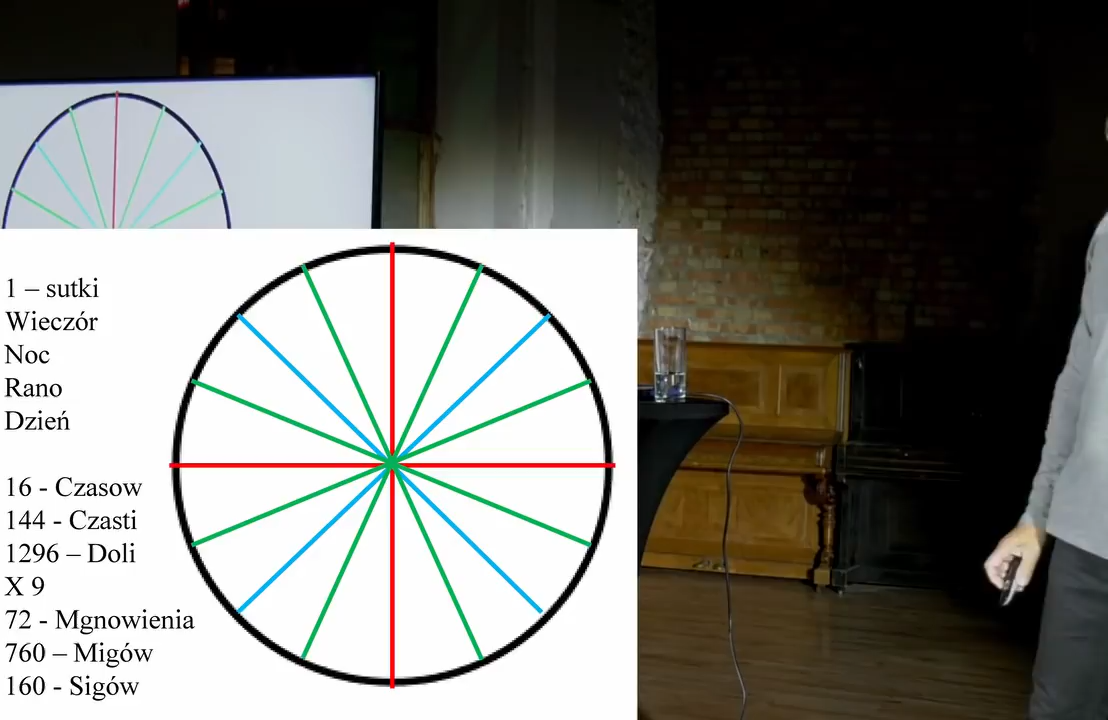 1 – sutki
Wieczór
Noc
Rano
Dzień
16 - Czasow
144 - Czasti
1296 – Doli
X 9
72 - Mgnowienia
760 – Migów
160 - Sigów